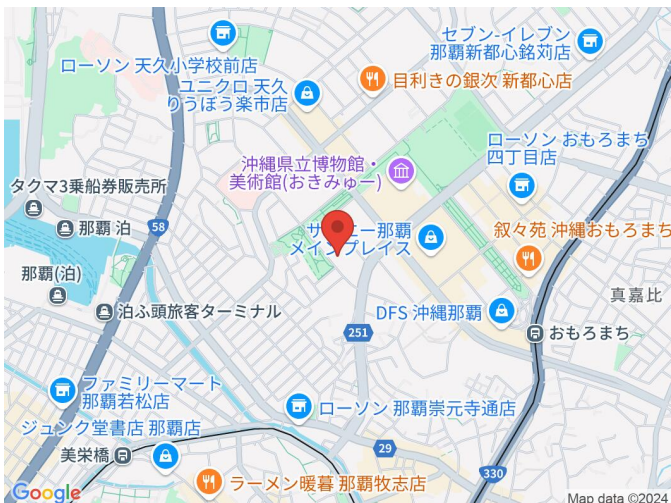 セブン-イレブン
那覇新都心銘苅店
ローソン 天久小学校前店
ユニクロ 天久
りうぼう楽市店
目利きの銀次 新都心店
ローソン おもろまち
四丁目店
沖縄県立博物館・
美術館(おきみゅー)
タクマ3乗船券販売所
那覇 泊
58
サンエー那覇
メインプレイス
叙々苑 沖縄おもろまち
那覇(泊)
真嘉比
泊ふ頭旅客ターミナル
DFS 沖縄那覇
251
おもろまち
ファミリーマート
那覇若松店
ローソン 那覇崇元寺通店
ジュンク堂書店 那覇店
29
美栄橋
330
ラーメン暖暮 那覇牧志店
Google
Map data ©2024